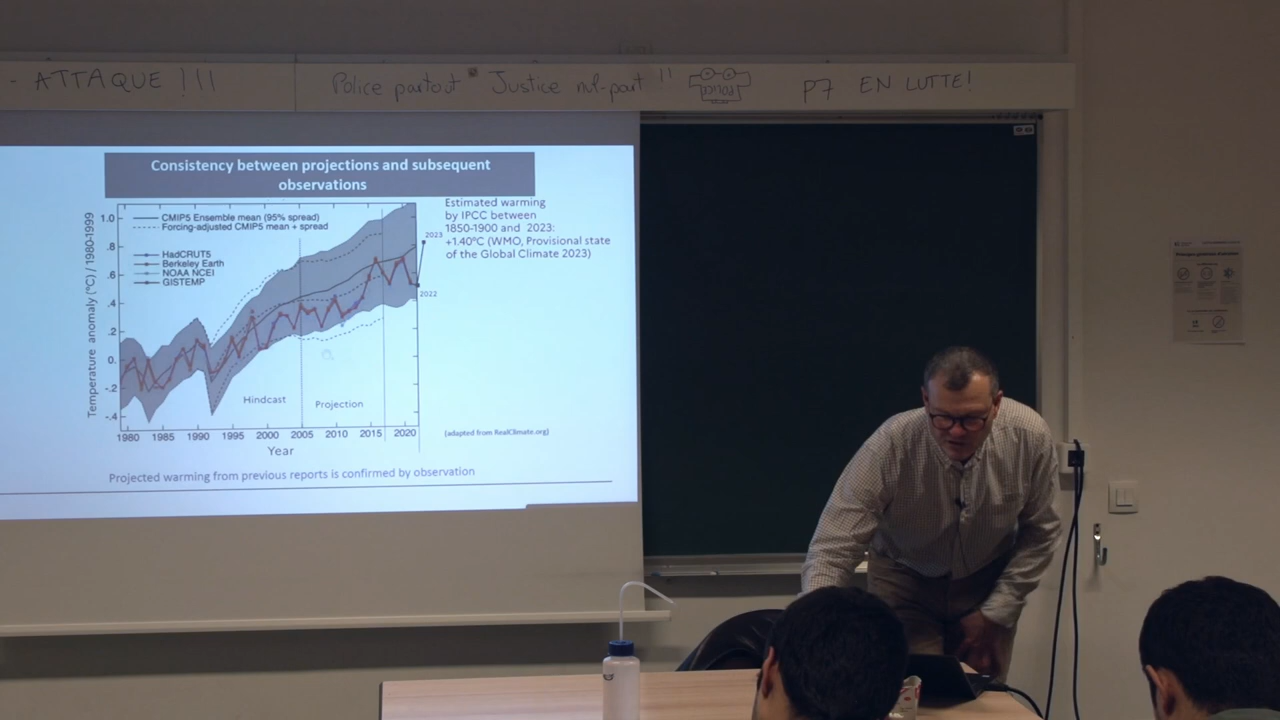 - ATTAQUE !!!
Police partout Justice nul-part !!
POLICE
P7 EN LUTTE!
Consistency between projections and subsequent
observations
Temperature anomaly (ºC) / 1980-1999
1.0
.8
.6
.4
.2
0.
-.2
-.4
CMIP5 Ensemble mean (95% spread)
Forcing-adjusted CMIP5 mean + spread
HadCRUT5
Berkeley Earth
NOAA NCEI
GISTEMP
2023
2022
Hindcast
Projection
1980 1985 1990 1995 2000 2005 2010 2015 2020
Year
Estimated warming
by IPCC between
1850-1900 and 2023:
+1.40°C (WMO, Provisional state
of the Global Climate 2023)
(adapted from RealClimate.org)
Projected warming from previous reports is confirmed by observation